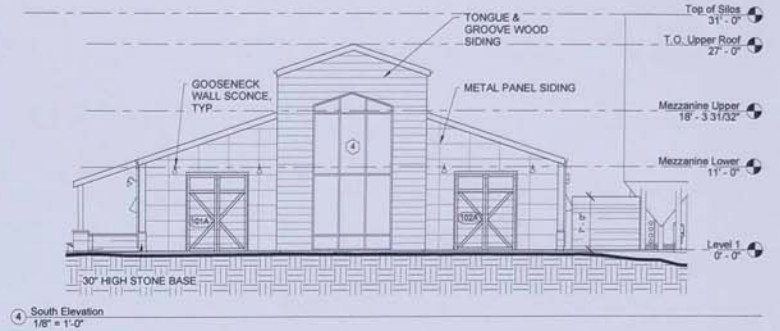 Top of Silos
31' - 0"
TONGUE &
GROOVE WOOD
SIDING
T.O. Upper Roof
27' - 0"
GOOSENECK
WALL SCONCE,
TYP
METAL PANEL SIDING
Mezzanine Upper
18' - 3 31/32"
4
Mezzanine Lower
11' - 0"
101A
102A
7' - 9"
Level 1
0' - 0"
30" HIGH STONE BASE
4 South Elevation
1/8" = 1'-0"